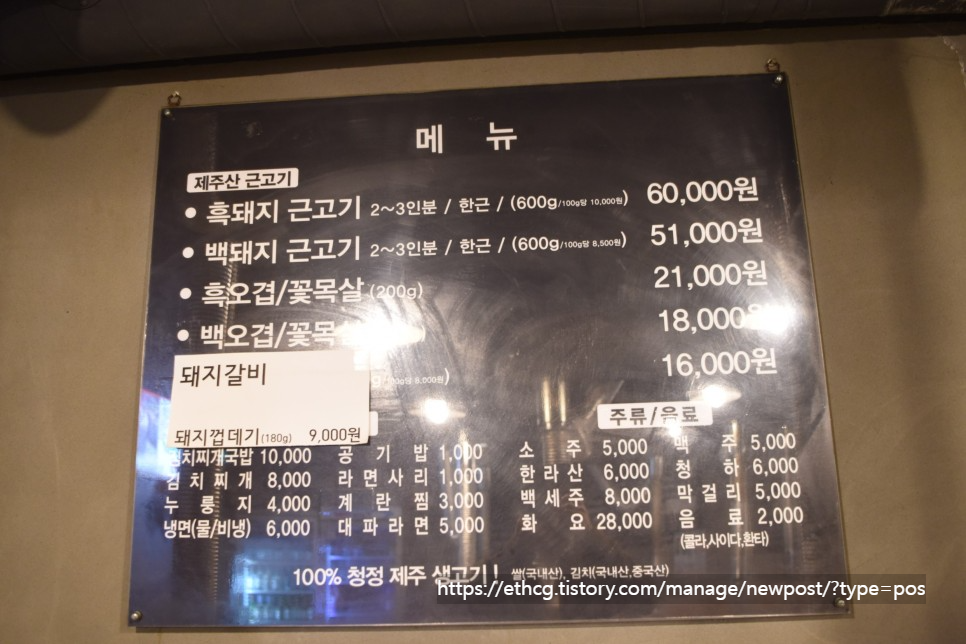 메 뉴
제주산 근고기
• 흑돼지 근고기 2~3인분 / 한근 / (600g/100g당 10,000원) 60,000원
• 백돼지 근고기 2~3인분 / 한근 / (600g/100g당 8,500원) 51,000원
• 흑오겹/꽃목살 (200g) 21,000원
• 백오겹/꽃목 18,000
돼지갈비 g/100g당 8,000원) 16,000원
돼지껍데기(180g) 9,000원
주류/음료
김치찌개국밥 10,000 공 기 밥 1,000 소 주 5,000 맥 주 5,000
김 치 찌 개 8,000 라 면 사 리 1,000 한 라 산 6,000 청 하 6,000
누 룽 지 4,000 계 란 찜 3,000 백 세 주 8,000 막 걸 리 5,000
냉면(물/비냉) 6,000 대 파 라 면 5,000 화 요 28,000 음 료 2,000
(콜라,사이다,환타)
100% 청정 제주 생고기! 쌀(국내산), 김치(국내산,중국산)
https://ethcg.tistory.com/manage/newpost/?type=pos